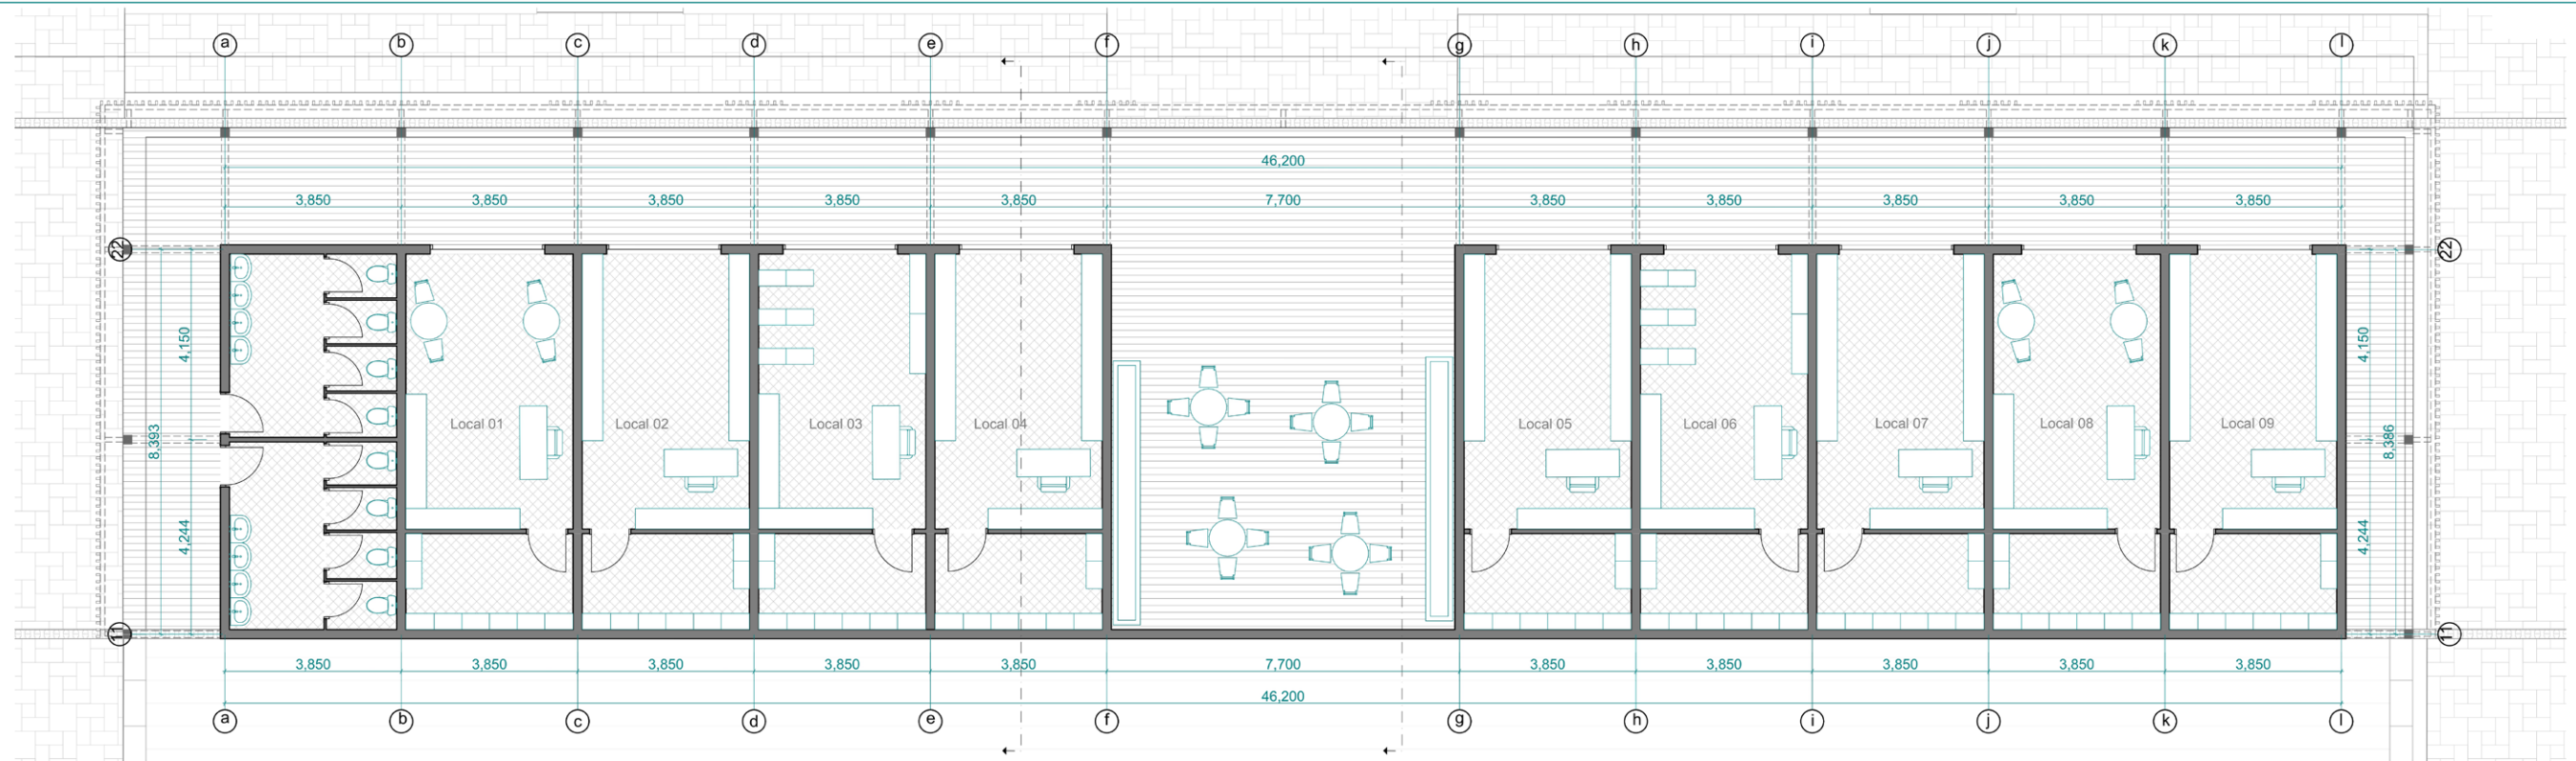 a b c d e f g h i j k l
46,200
3,850 3,850 3,850 3,850 3,850 7,700 3,850 3,850 3,850 3,850 3,850
22 22
4,150 4,150
Local 01 Local 02 Local 03 Local 04 Local 05 Local 06 Local 07 Local 08 Local 09
8,393 8,386
4,244 4,244
11 11
3,850 3,850 3,850 3,850 3,850 7,700 3,850 3,850 3,850 3,850 3,850
46,200
a b c d e f g h i j k l